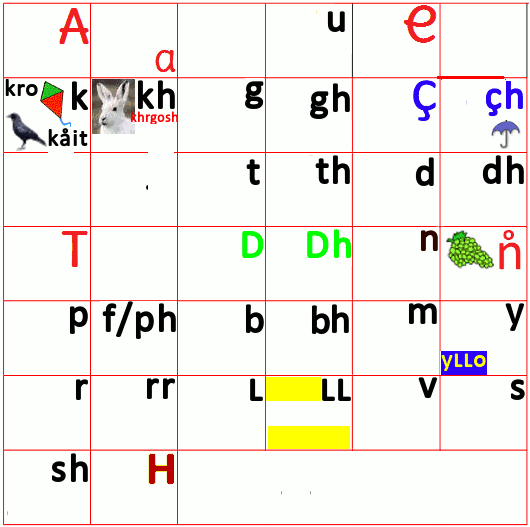 A a u e
kro k kåit kh khrgosh g gh Ç çh
t th d dh
T D Dh n n̊
p f/ph b bh m y
yLLo
r rr L LL v s
sh H